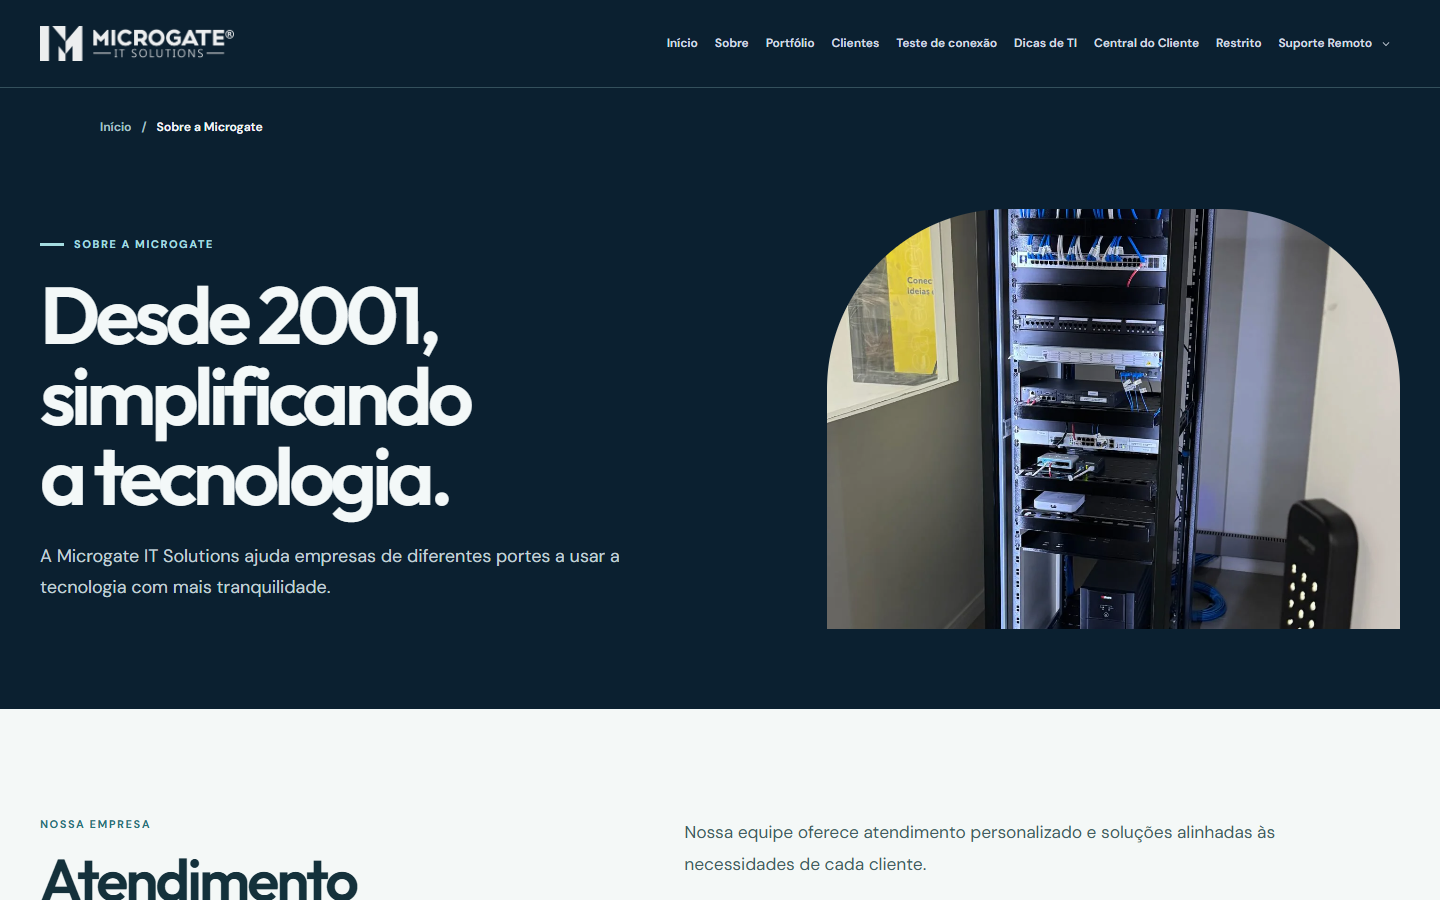 MICROGATE®
IT SOLUTIONS
Início Sobre Portfólio Clientes Teste de conexão Dicas de TI Central do Cliente Restrito Suporte Remoto
Início / Sobre a Microgate
SOBRE A MICROGATE
Desde 2001,
simplificando
a tecnologia.
A Microgate IT Solutions ajuda empresas de diferentes portes a usar a
tecnologia com mais tranquilidade.
Conec
ideias
NOSSA EMPRESA
Atendimento
Nossa equipe oferece atendimento personalizado e soluções alinhadas às
necessidades de cada cliente.